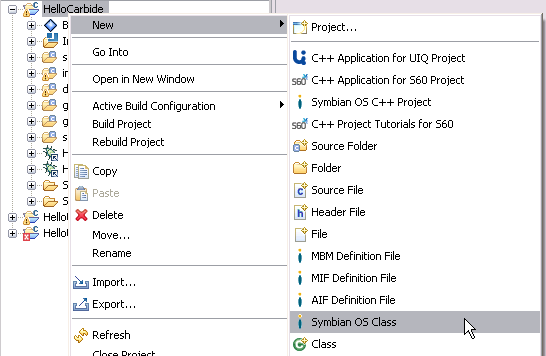 HelloCarbide
New
Go Into
Open in New Window
Active Build Configuration
Build Project
Rebuild Project
Copy
Paste
Delete
Move...
Rename
Import...
Export...
Refresh
Close Project
Project...
C++ Application for UIQ Project
S60 C++ Application for S60 Project
Symbian OS C++ Project
S60 C++ Project Tutorials for S60
Source Folder
Folder
Source File
Header File
File
MBM Definition File
MIF Definition File
AIF Definition File
Symbian OS Class
Class